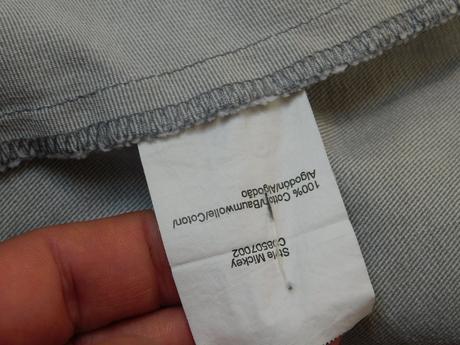 100% Cotton/Baumwolle/Coton/
Algodón/Algodão
Style Mickey
C08507002